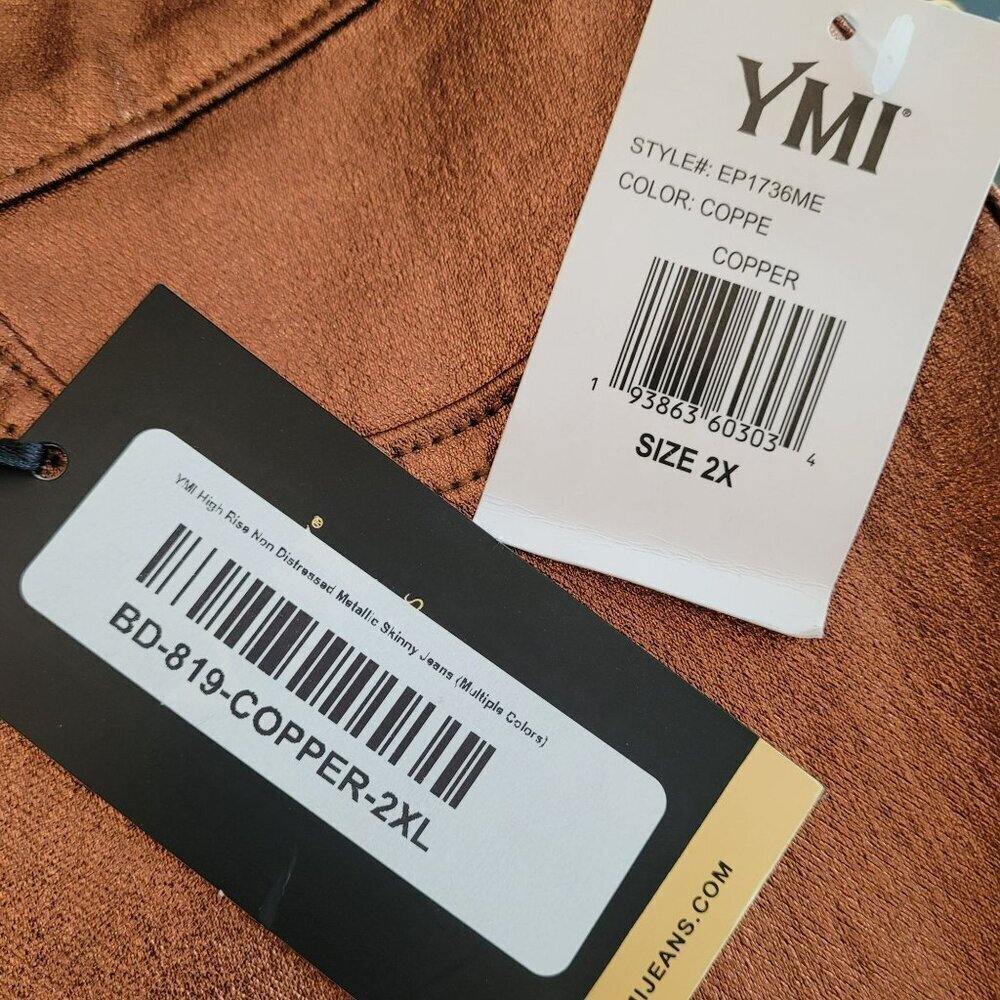 YMI®
STYLE#: EP1736ME
COLOR: COPPE
COPPER
1 93863 60303 4
SIZE 2X
®
S
YMI High Rise Non Distressed Metallic Skinny Jeans (Multiple Colors)
BD-819-COPPER-2XL
MIJEANS.COM